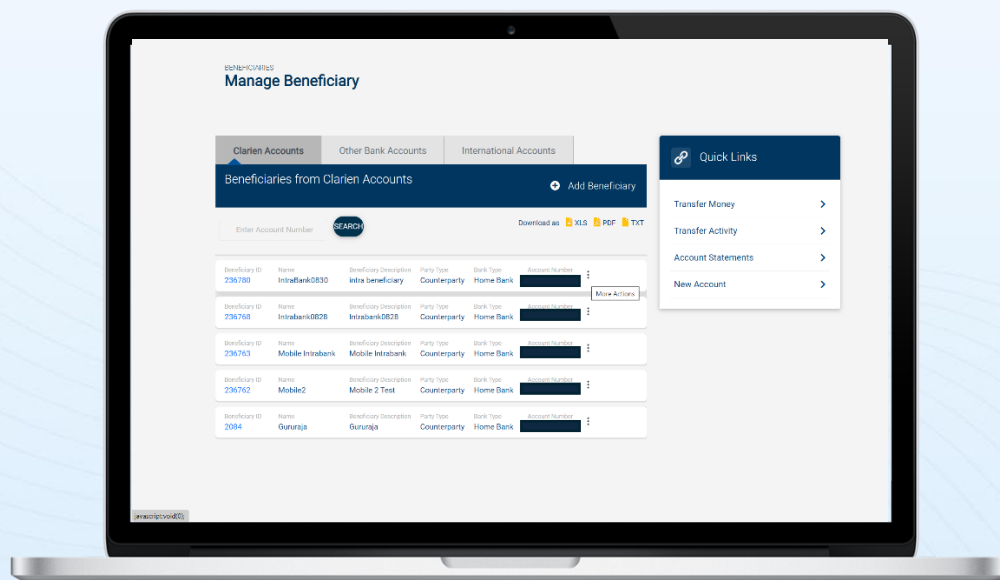 BENEFICIARIES
Manage Beneficiary
Clarien Accounts Other Bank Accounts International Accounts
Beneficiaries from Clarien Accounts
Add Beneficiary
Enter Account Number SEARCH
Download as XLS PDF TXT
Beneficiary ID Name Beneficiary Description Party Type Bank Type Account Number
236780 IntraBank0830 intra beneficiary Counterparty Home Bank
More Actions
Beneficiary ID Name Beneficiary Description Party Type Bank Type Account Number
236768 Intrabank0828 Intrabank0828 Counterparty Home Bank
Beneficiary ID Name Beneficiary Description Party Type Bank Type Account Number
236763 Mobile Intrabank Mobile Intrabank Counterparty Home Bank
Beneficiary ID Name Beneficiary Description Party Type Bank Type Account Number
236762 Mobile2 Mobile 2 Test Counterparty Home Bank
Beneficiary ID Name Beneficiary Description Party Type Bank Type Account Number
2084 Gururaja Gururaja Counterparty Home Bank
Quick Links
Transfer Money
Transfer Activity
Account Statements
New Account
javascript:void(0);